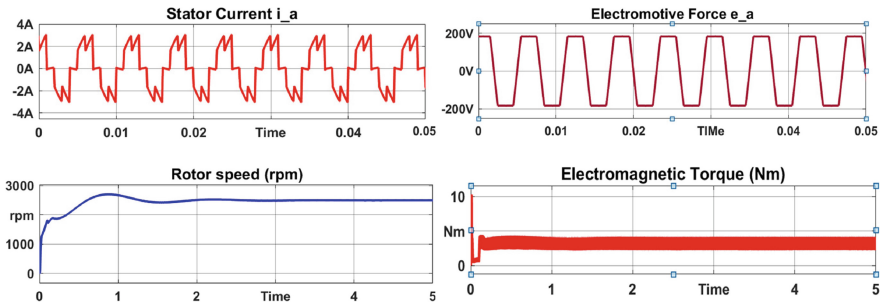 Stator Current i_a
4A
2A
0A
-2A
-4A
0 0.01 0.02 Time 0.04 0.05
Electromotive Force e_a
200V
0V
-200V
0 0.01 0.02 TIMe 0.04 0.05
Rotor speed (rpm)
3000
rpm
1000
0
0 1 2 Time 4 5
Electromagnetic Torque (Nm)
10
Nm
0
0 1 2 Time 4 5